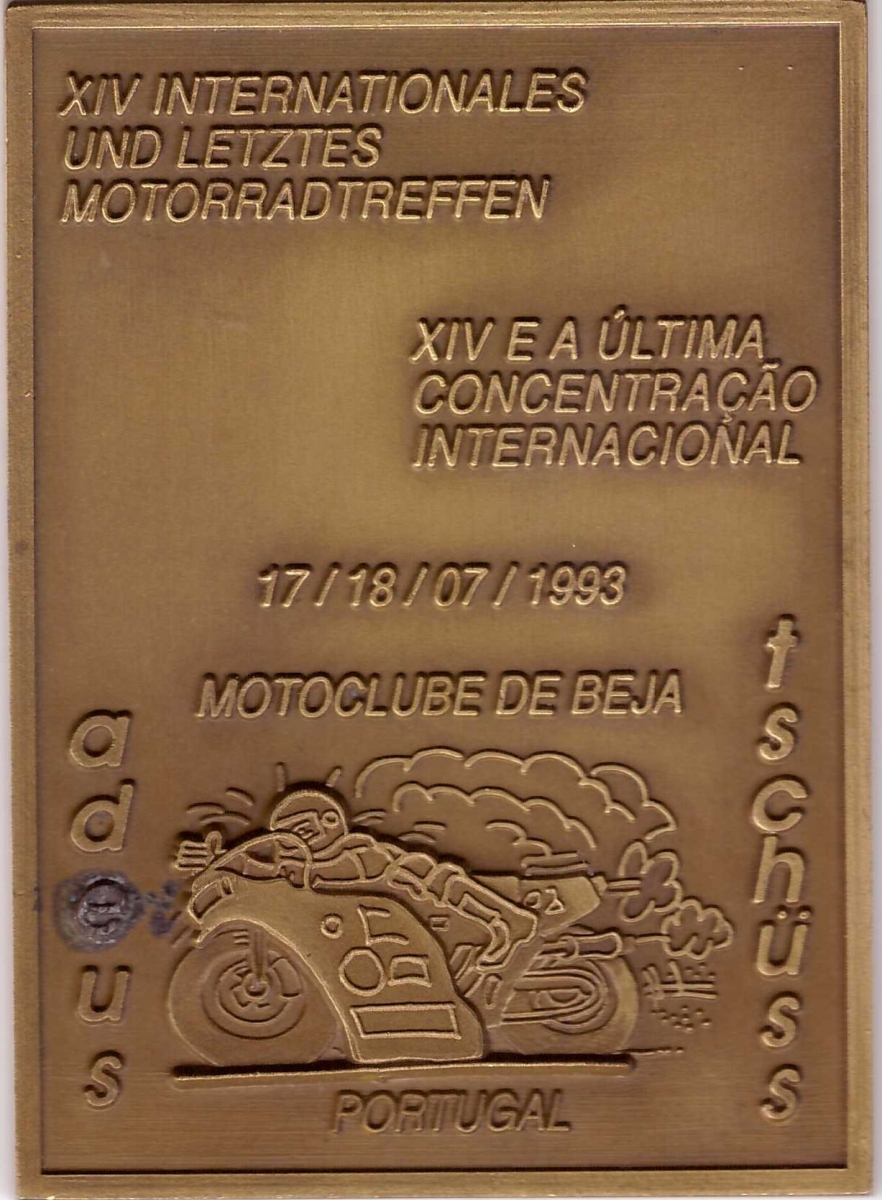 XIV INTERNATIONALES
UND LETZTES
MOTORRADTREFFEN
XIV E A ÚLTIMA
CONCENTRAÇÃO
INTERNACIONAL
17 / 18 / 07 / 1993
MOTOCLUBE DE BEJA
adeus
tschüss
PORTUGAL